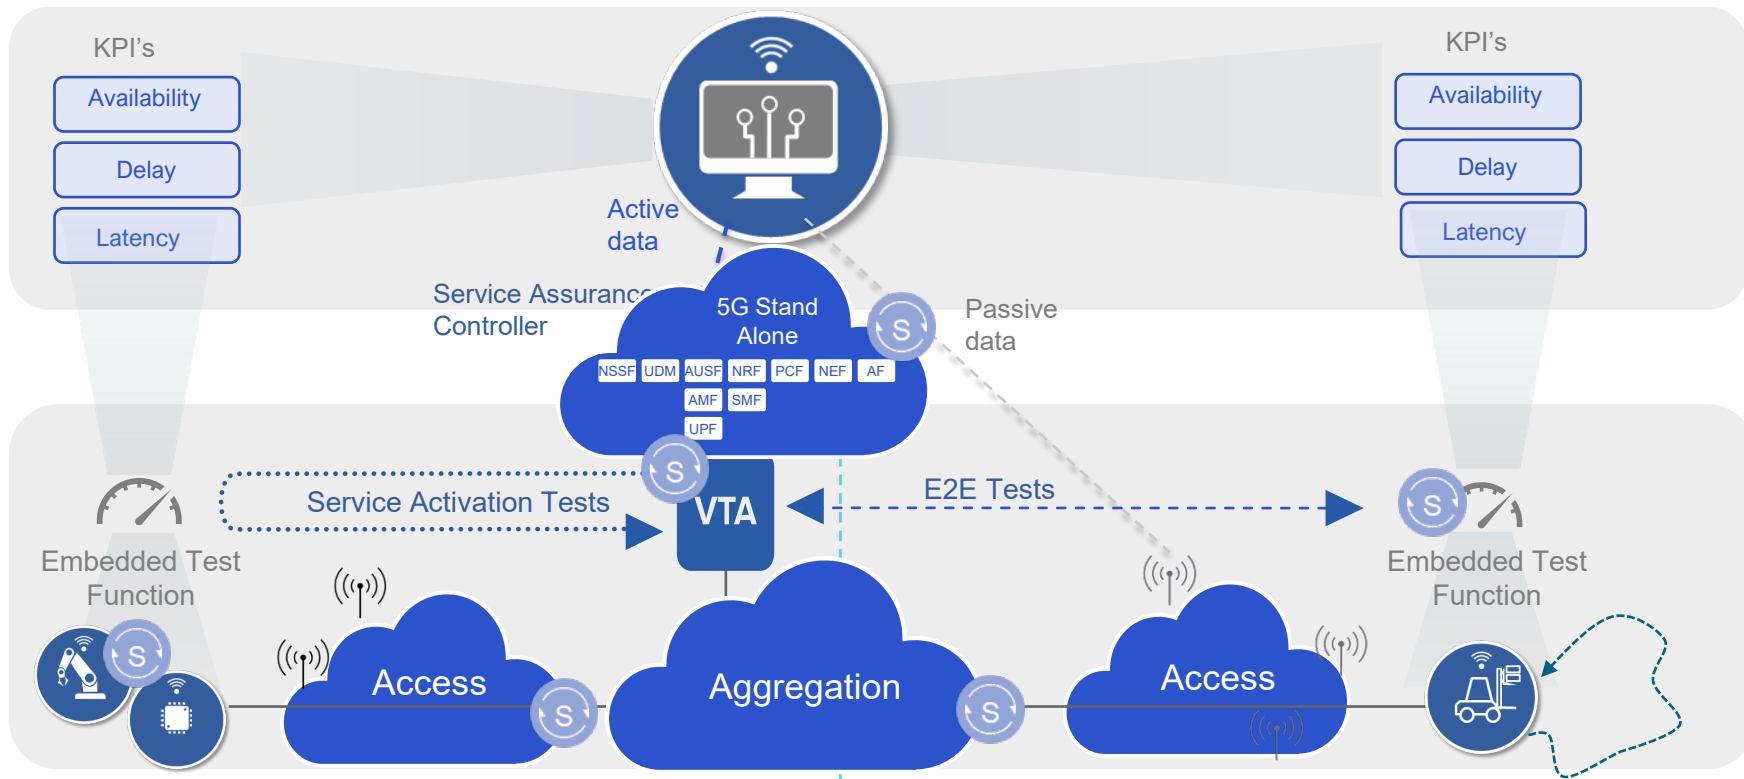 KPI's
Availability
Delay
Latency
KPI's
Availability
Delay
Latency
Active
data
Service Assurance
Controller
5G Stand
Alone
S
Passive
data
NSSF UDM AUSF NRF PCF NEF AF
AMF SMF
UPF
S
Service Activation Tests
VTA
E2E Tests
S
Embedded Test
Function
Embedded Test
Function
S
Access
S
Aggregation
S
Access